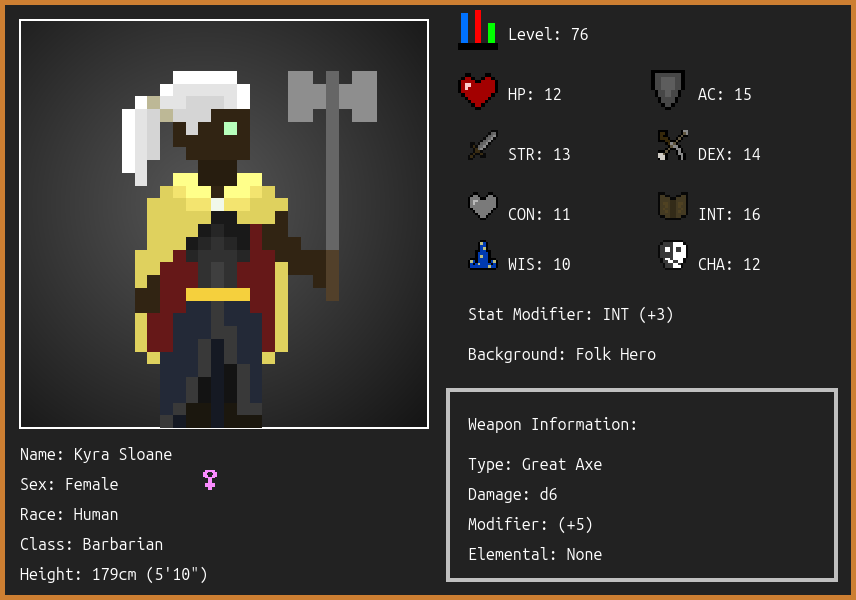 Level: 76
HP: 12
AC: 15
STR: 13
DEX: 14
CON: 11
INT: 16
WIS: 10
CHA: 12
Stat Modifier: INT (+3)
Background: Folk Hero
Weapon Information:
Type: Great Axe
Damage: d6
Modifier: (+5)
Elemental: None
Name: Kyra Sloane
Sex: Female
Race: Human
Class: Barbarian
Height: 179cm (5'10")